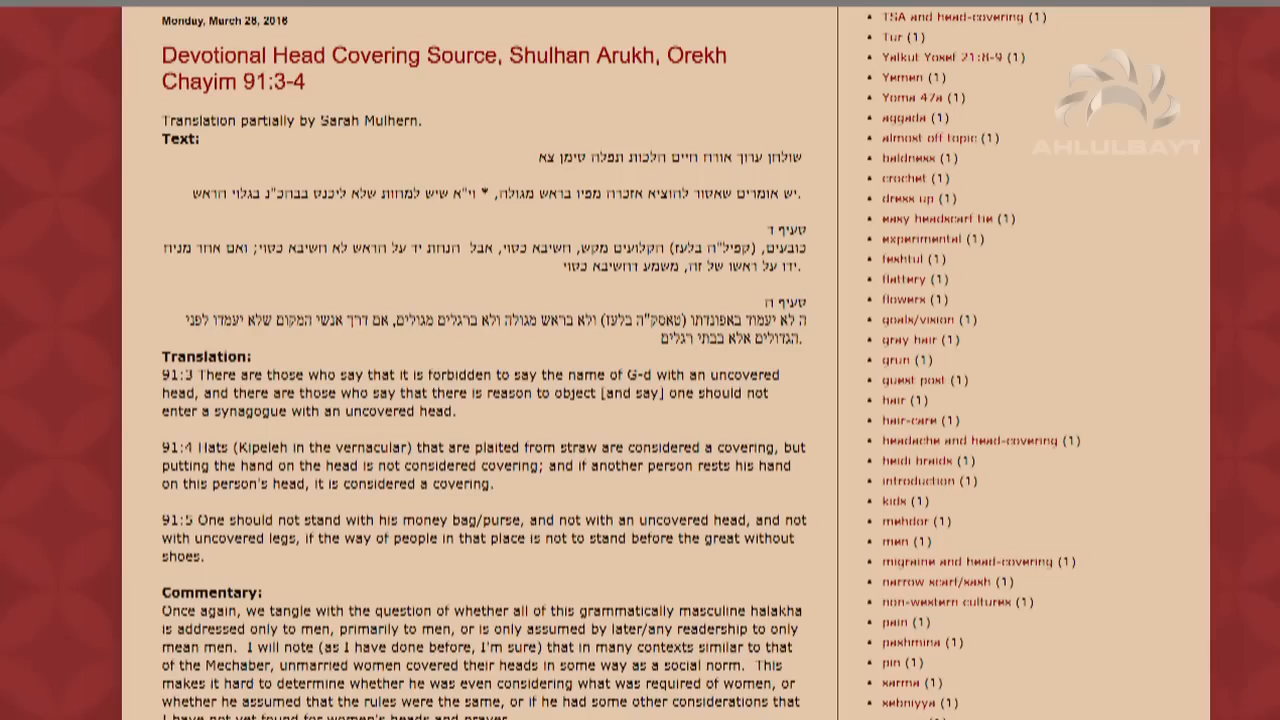 Monday, March 28, 2016
Devotional Head Covering Source, Shulhan Arukh, Orekh
Chayim 91:3-4
Translation partially by Sarah Mulhern.
Text:
שולחן ערוך אורח חיים הלכות תפלה סימן צא
יש אומרים שאסור להוציא אזכרה מפיו בראש מגולה, * וי"א שיש למחות שלא ליכנס בבהכ"נ בגלוי הראש.
סעיף ד
כובעים, (קפיל"ה בלעז) הקלועים מקש, חשיבא כסוי, אבל הנחת יד על הראש לא חשיבא כסוי; ואם אחר מניח
ידו על ראשו של זה, משמע דחשיבא כסוי.
סעיף ה
ה לא יעמוד באפונדתו (טאסק"ה בלעז) ולא בראש מגולה ולא ברגלים מגולים, אם דרך אנשי המקום שלא יעמדו לפני
הגדולים אלא בבתי רגלים.
Translation:
91:3 There are those who say that it is forbidden to say the name of G-d with an uncovered
head, and there are those who say that there is reason to object [and say] one should not
enter a synagogue with an uncovered head.
91:4 Hats (Kipeleh in the vernacular) that are plaited from straw are considered a covering, but
putting the hand on the head is not considered covering; and if another person rests his hand
on this person's head, it is considered a covering.
91:5 One should not stand with his money bag/purse, and not with an uncovered head, and not
with uncovered legs, if the way of people in that place is not to stand before the great without
shoes.
Commentary:
Once again, we tangle with the question of whether all of this grammatically masculine halakha
is addressed only to men, primarily to men, or is only assumed by later/any readership to only
mean men. I will note (as I have done before, I'm sure) that in many contexts similar to that
of the Mechaber, unmarried women covered their heads in some way as a social norm. This
makes it hard to determine whether he was even considering what was required of women, or
whether he assumed that the rules were the same, or if he had some other considerations that
I have not yet found for women's heads and prayer.
TSA and head-covering (1)
Tur (1)
Yalkut Yosef 21:8-9 (1)
Yemen (1)
Yoma 47a (1)
aggada (1)
almost off topic (1)
baldness (1)
crochet (1)
dress up (1)
easy headscarf tie (1)
experimental (1)
feshtul (1)
flattery (1)
flowers (1)
goals/vision (1)
gray hair (1)
grun (1)
guest post (1)
hair (1)
hair-care (1)
headache and head-covering (1)
heidi braids (1)
introduction (1)
kids (1)
mehdor (1)
men (1)
migraine and head-covering (1)
narrow scarf/sash (1)
non-western cultures (1)
pain (1)
pashmina (1)
pin (1)
sarma (1)
sebniyya (1)
AHLULBAYT